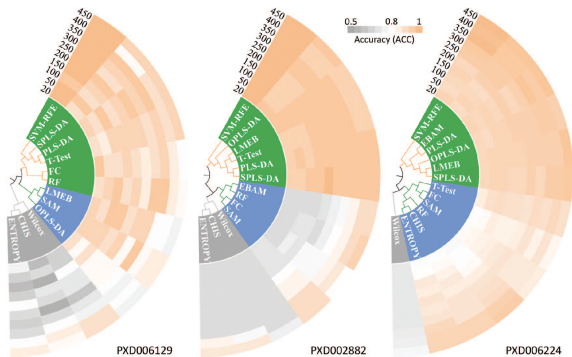 450
400
350
300
250
200
150
100
50
20
SVM-RFE
SPLS-DA
PLS-DA
T-Test
FC
RF
LMEB
SAM
OPLS-DA
Wilcox
CHIS
ENTROPY
PXD006129
450
400
350
300
250
200
150
100
50
20
SVM-RFE
OPLS-DA
LMEB
T-Test
PLS-DA
SPLS-DA
EBAM
RF
FC
SAM
Wilcox
CHIS
ENTROPY
PXD002882
0.5 0.8 1
Accuracy (ACC)
450
400
350
300
250
200
150
100
50
20
SVM-RFE
EBAM
PLS-DA
OPLS-DA
LMEB
SPLS-DA
T-Test
FC
SAM
RF
ENTROPY
CHIS
Wilcox
PXD006224